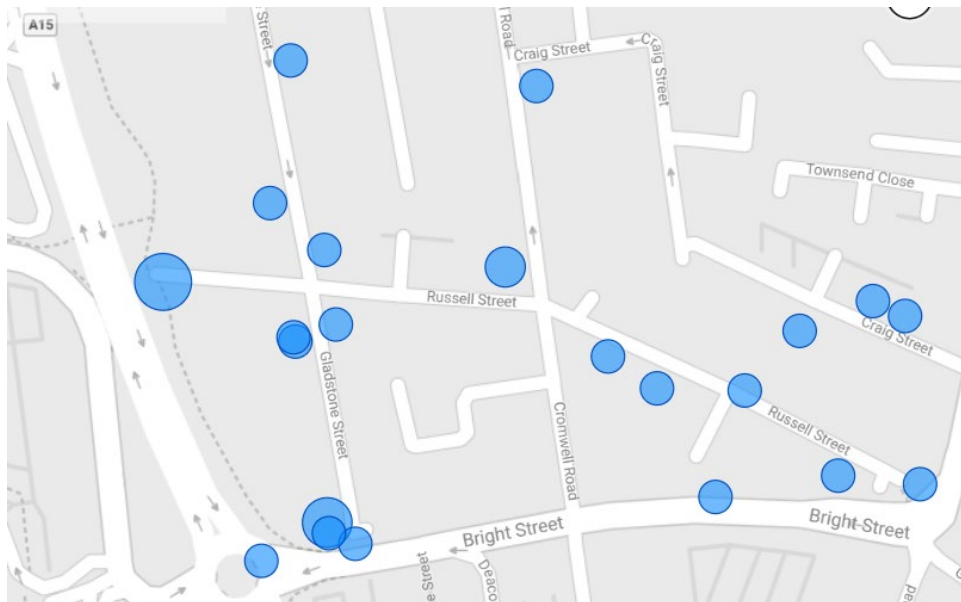 A15
Street
Road
Craig Street
Craig Street
Townsend Close
Russell Street
Craig Street
Gladstone Street
Cromwell Road
Russell Street
Bright Street
Bright Street
Street